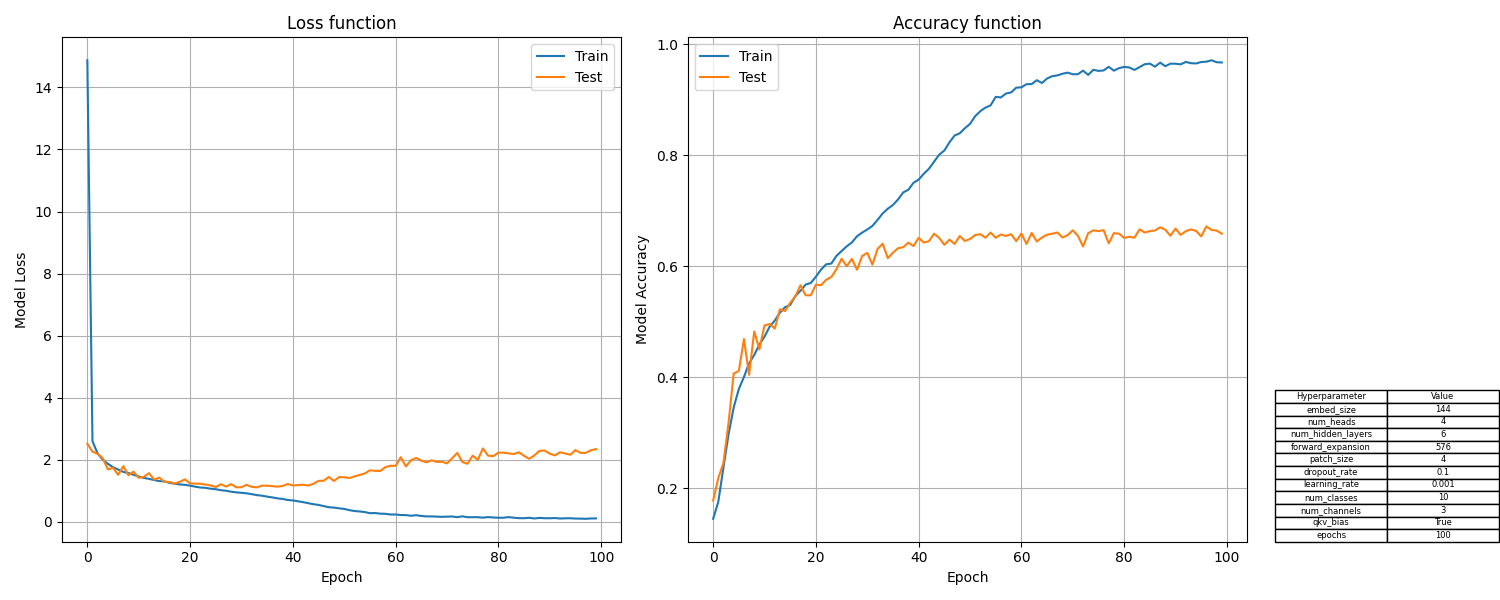 Loss function
Train
Test
14
12
10
8
6
4
2
0
Model Loss
0 20 40 60 80 100
Epoch
Accuracy function
Train
Test
1.0
0.8
0.6
0.4
0.2
Model Accuracy
0 20 40 60 80 100
Epoch
Hyperparameter Value
embed_size 144
num_heads 4
num_hidden_layers 6
forward_expansion 576
patch_size 4
dropout_rate 0.1
learning_rate 0.001
num_classes 10
num_channels 3
qkv_bias True
epochs 100